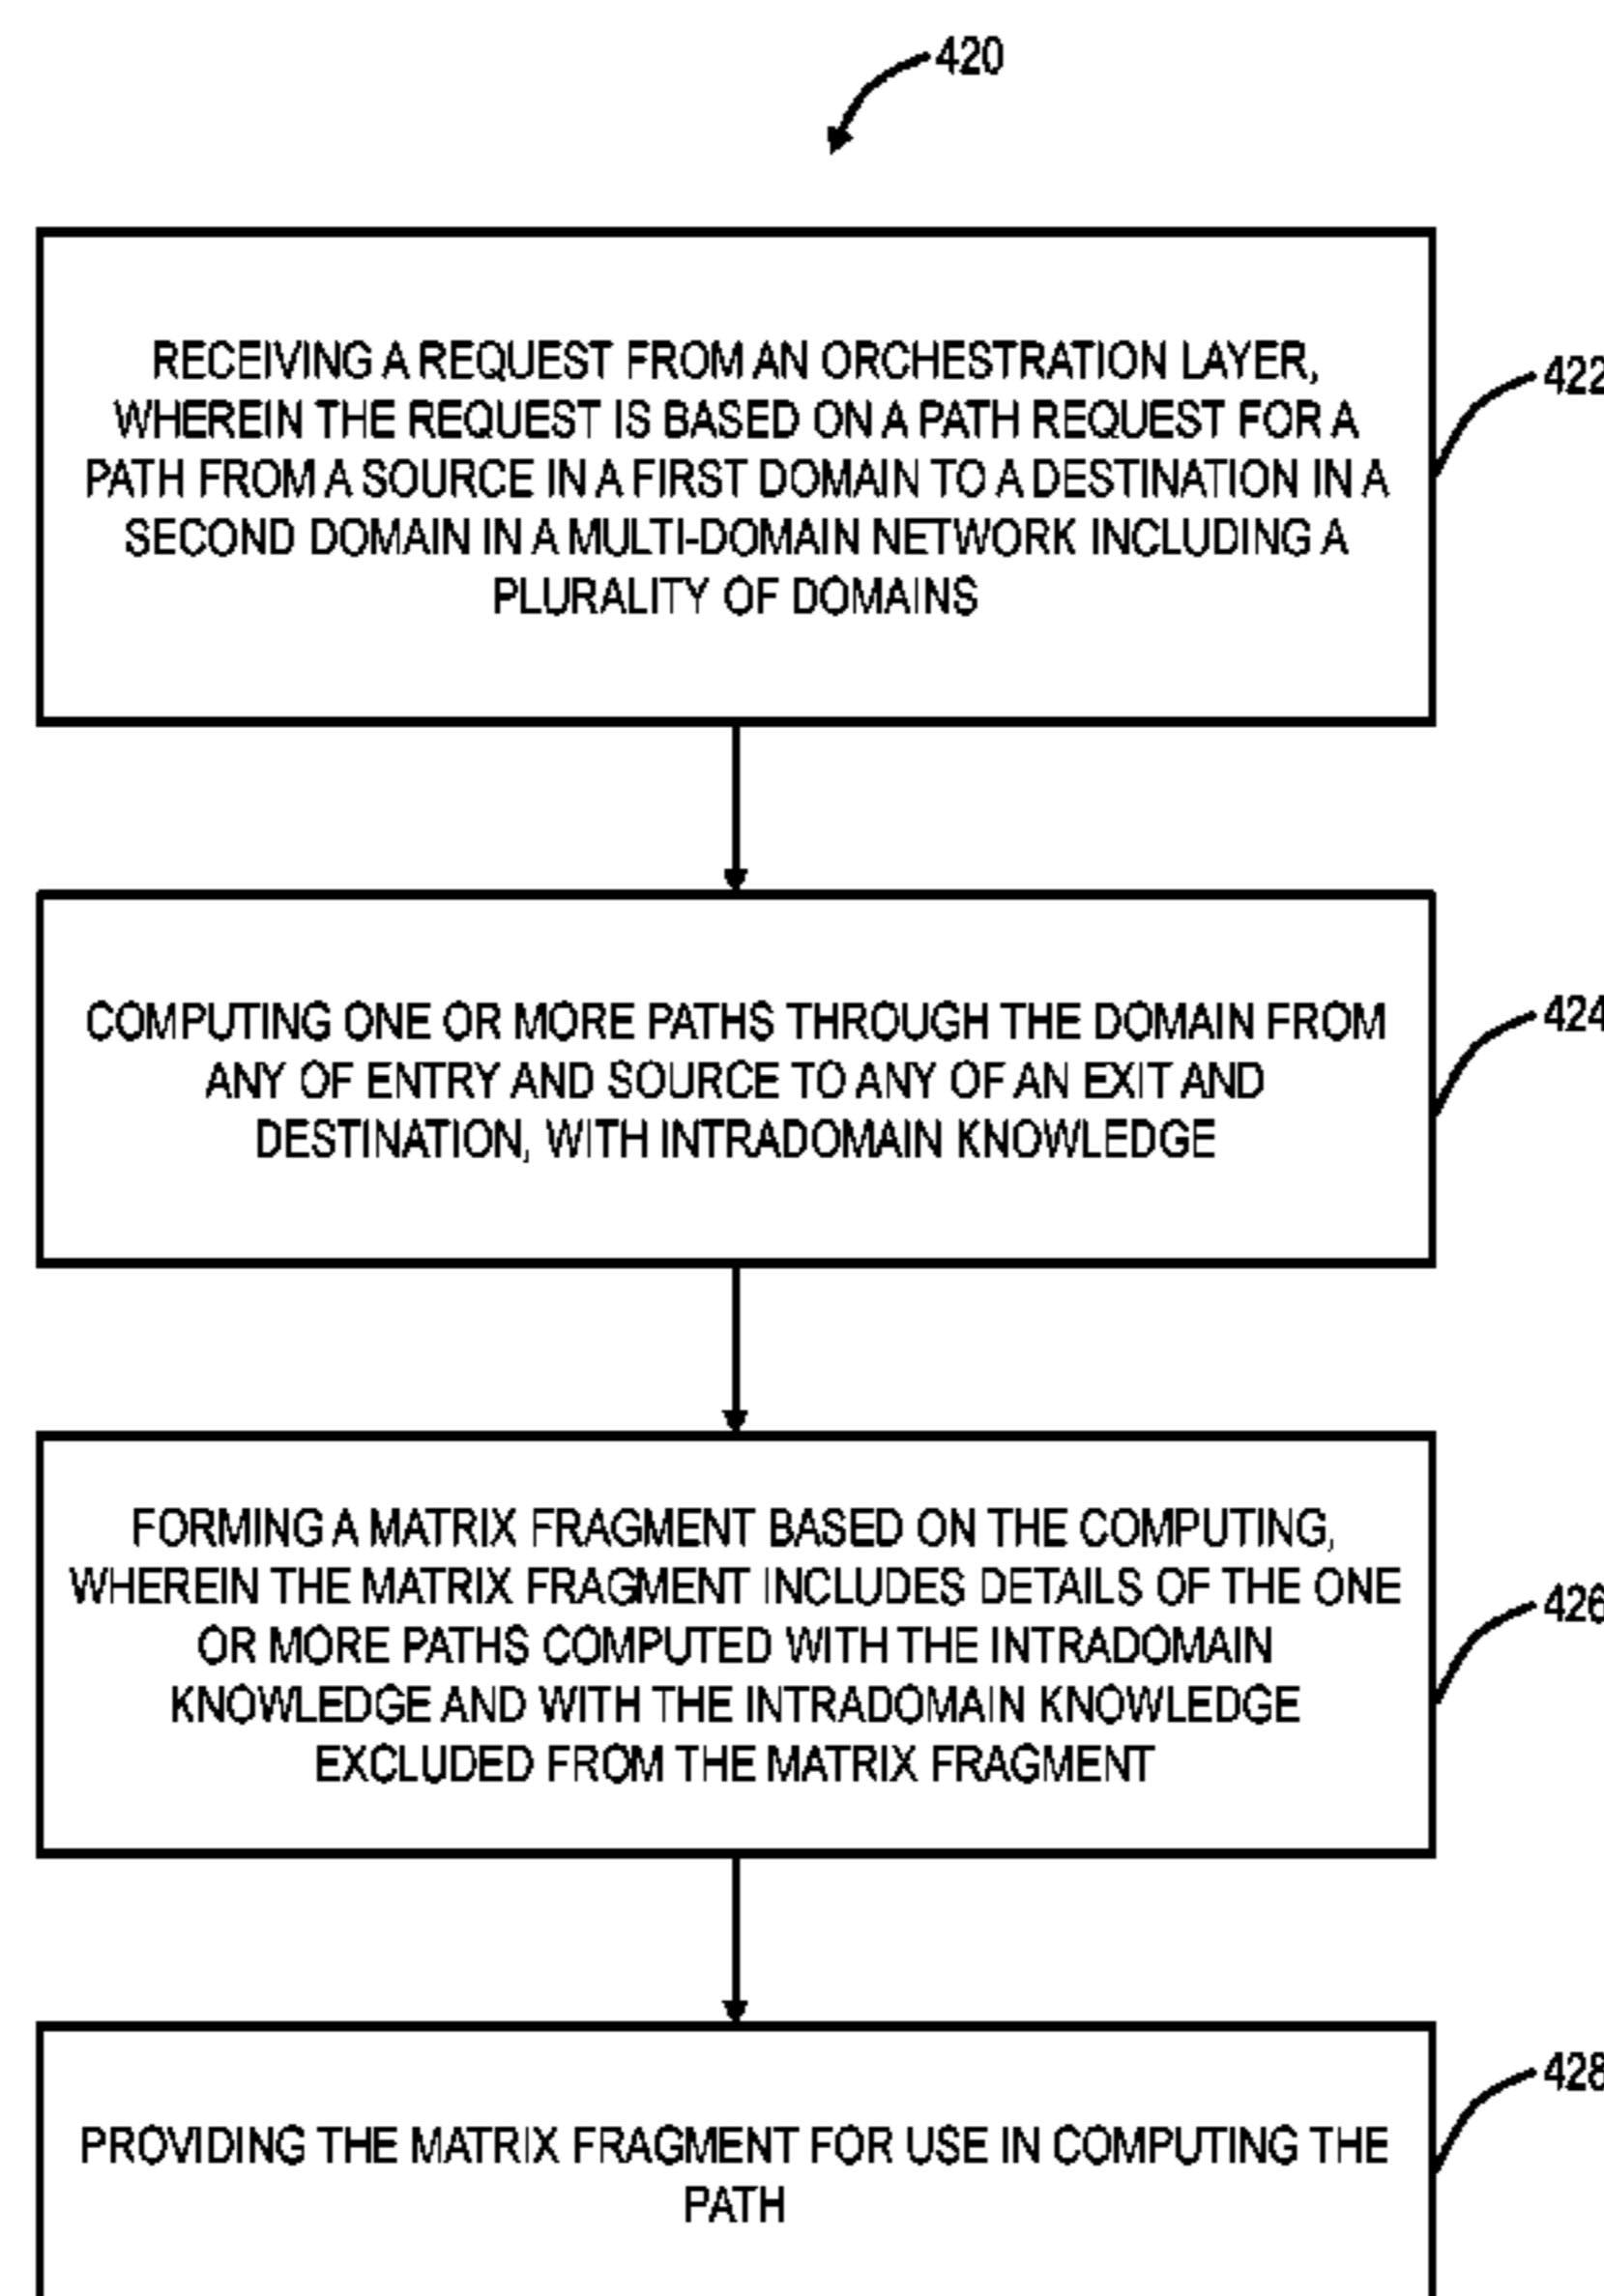 420
RECEIVING A REQUEST FROM AN ORCHESTRATION LAYER,
WHEREIN THE REQUEST IS BASED ON A PATH REQUEST FOR A
PATH FROM A SOURCE IN A FIRST DOMAIN TO A DESTINATION IN A
SECOND DOMAIN IN A MULTI-DOMAIN NETWORK INCLUDING A
PLURALITY OF DOMAINS
422
COMPUTING ONE OR MORE PATHS THROUGH THE DOMAIN FROM
ANY OF ENTRY AND SOURCE TO ANY OF AN EXIT AND
DESTINATION, WITH INTRADOMAIN KNOWLEDGE
424
FORMING A MATRIX FRAGMENT BASED ON THE COMPUTING,
WHEREIN THE MATRIX FRAGMENT INCLUDES DETAILS OF THE ONE
OR MORE PATHS COMPUTED WITH THE INTRADOMAIN
KNOWLEDGE AND WITH THE INTRADOMAIN KNOWLEDGE
EXCLUDED FROM THE MATRIX FRAGMENT
426
PROVIDING THE MATRIX FRAGMENT FOR USE IN COMPUTING THE
PATH
428